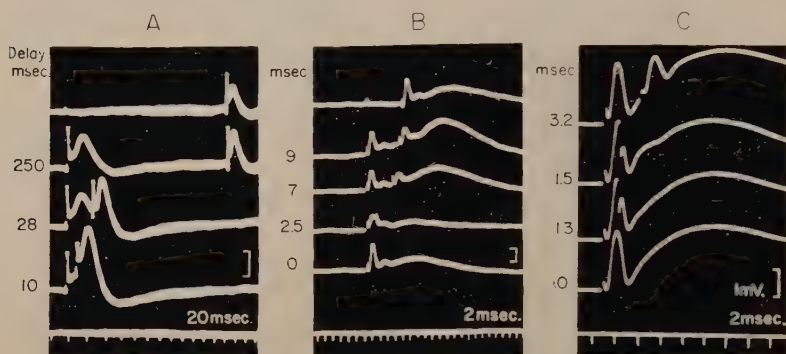 A
B
C
Delay
msec.
msec
msec
250
28
10
9
7
2.5
0
3.2
1.5
1.3
.0
20msec.
2msec.
1mV.
2msec.